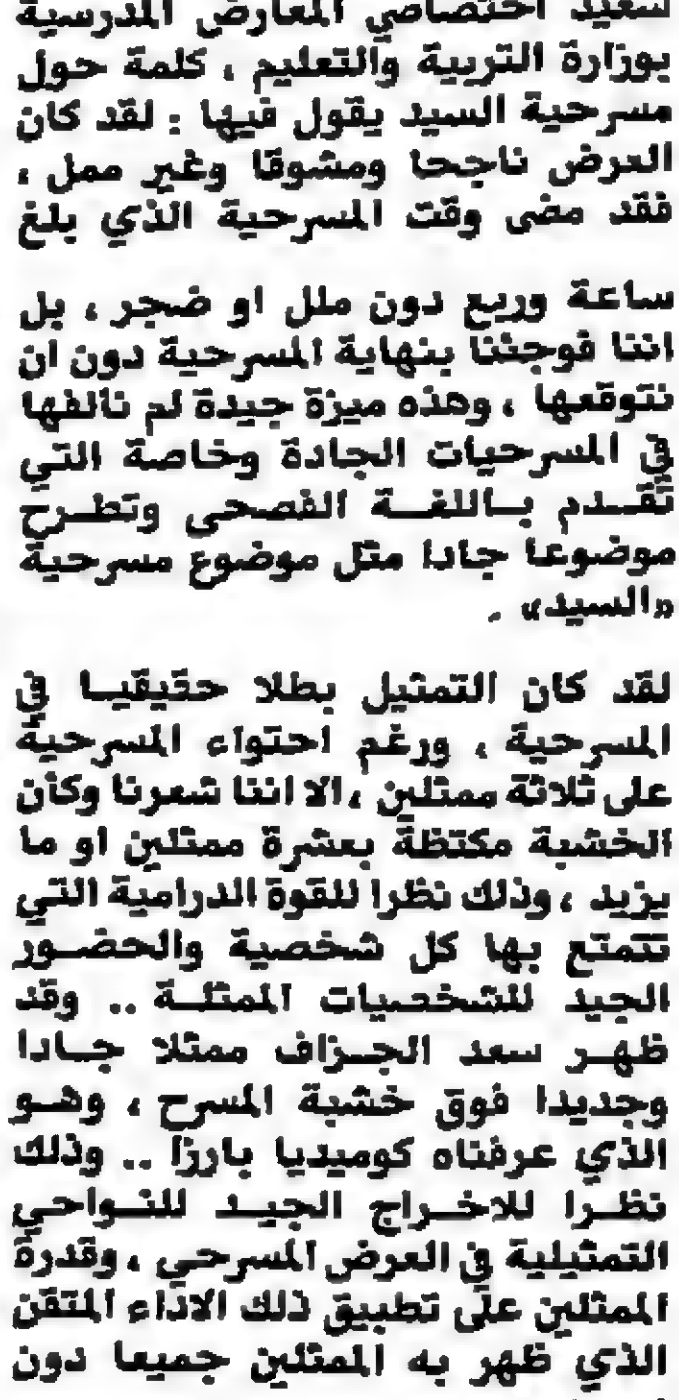 سعيد اختصاصي المعارض المدرسية
بوزارة التربية والتعليم ، كلمة حول
مسرحية السيد يقول فيها : لقد كان
العرض ناجحا ومشوقا وغير ممل ،
فقد مضى وقت المسرحية الذي بلغ
ساعة وربع دون ملل او ضجر ، بل
اننا فوجئنا بنهاية المسرحية دون ان
نتوقعها ، وهذه ميزة جيدة لم نالفها
في المسرحيات الجادة وخاصة التي
تقدم باللغة الفصحى وتطرح
موضوعا جادا مثل موضوع مسرحية
«السيد» .
لقد كان التمثيل بطلا حقيقيا في
المسرحية ، ورغم احتواء المسرحية
على ثلاثة ممثلين ، الا اننا شعرنا وكأن
الخشبة مكتظة بعشرة ممثلين او ما
يزيد ، وذلك نظرا للقوة الدرامية التي
تتمتع بها كل شخصية والحضور
الجيد للشخصيات الممثلة .. وقد
ظهر سعد الجزاف ممثلا جادا
وجديدا فوق خشبة المسرح ، وهو
الذي عرفناه كوميديا بارزا .. وذلك
نظرا للاخراج الجيد للنواحي
التمثيلية في العرض المسرحي ، وقدرة
الممثلين على تطبيق ذلك الاداء المتقن
الذي ظهر به الممثلين جميعا دون